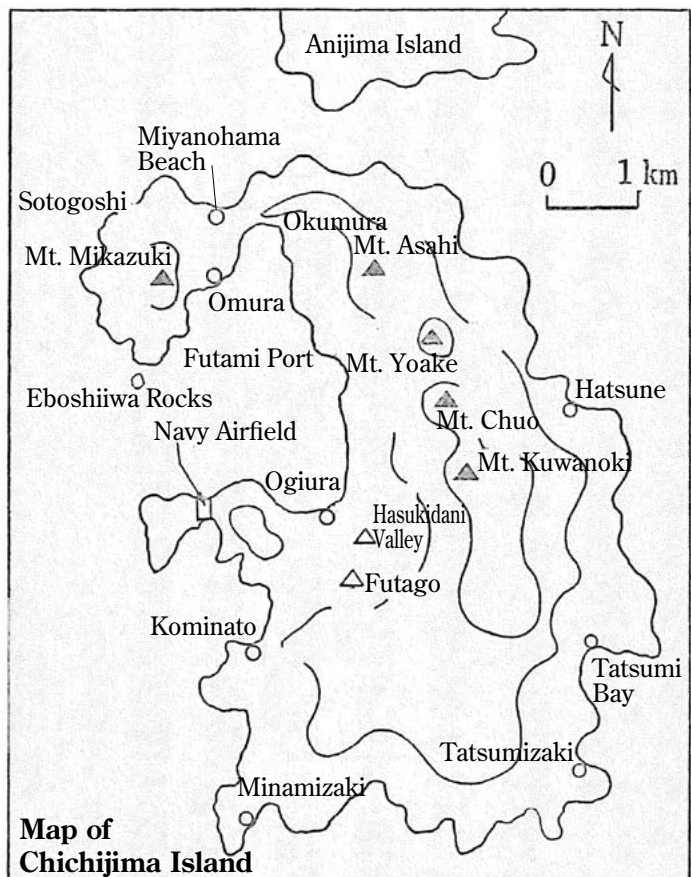 Anijima Island
N
Miyanohama
Beach
0 1 km
Sotogoshi
Okumura
Mt. Asahi
Mt. Mikazuki
Omura
Futami Port
Mt. Yoake
Eboshiiwa Rocks
Hatsune
Mt. Chuo
Navy Airfield
Mt. Kuwanoki
Ogiura
Hasukidani
Valley
Futago
Kominato
Tatsumi
Bay
Tatsumizaki
Minamizaki
Map of
Chichijima Island